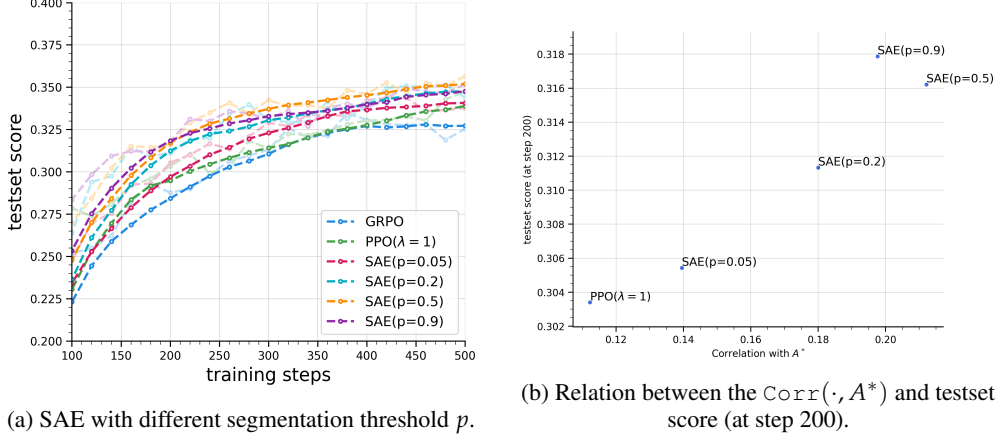 0.400
0.375
0.350
0.325
0.300
0.275
0.250
0.225
0.200
testset score
100
150
200
250
300
350
400
450
500
training steps
GRPO
PPO(λ = 1)
SAE(p=0.05)
SAE(p=0.2)
SAE(p=0.5)
SAE(p=0.9)
(a) SAE with different segmentation threshold p.
0.318
0.316
0.314
0.312
0.310
0.308
0.306
0.304
0.302
testset score (at step 200)
SAE(p=0.9)
SAE(p=0.5)
SAE(p=0.2)
SAE(p=0.05)
PPO(λ = 1)
0.12
0.14
0.16
0.18
0.20
Correlation with A*
(b) Relation between the Corr(·, A*) and testset
score (at step 200).